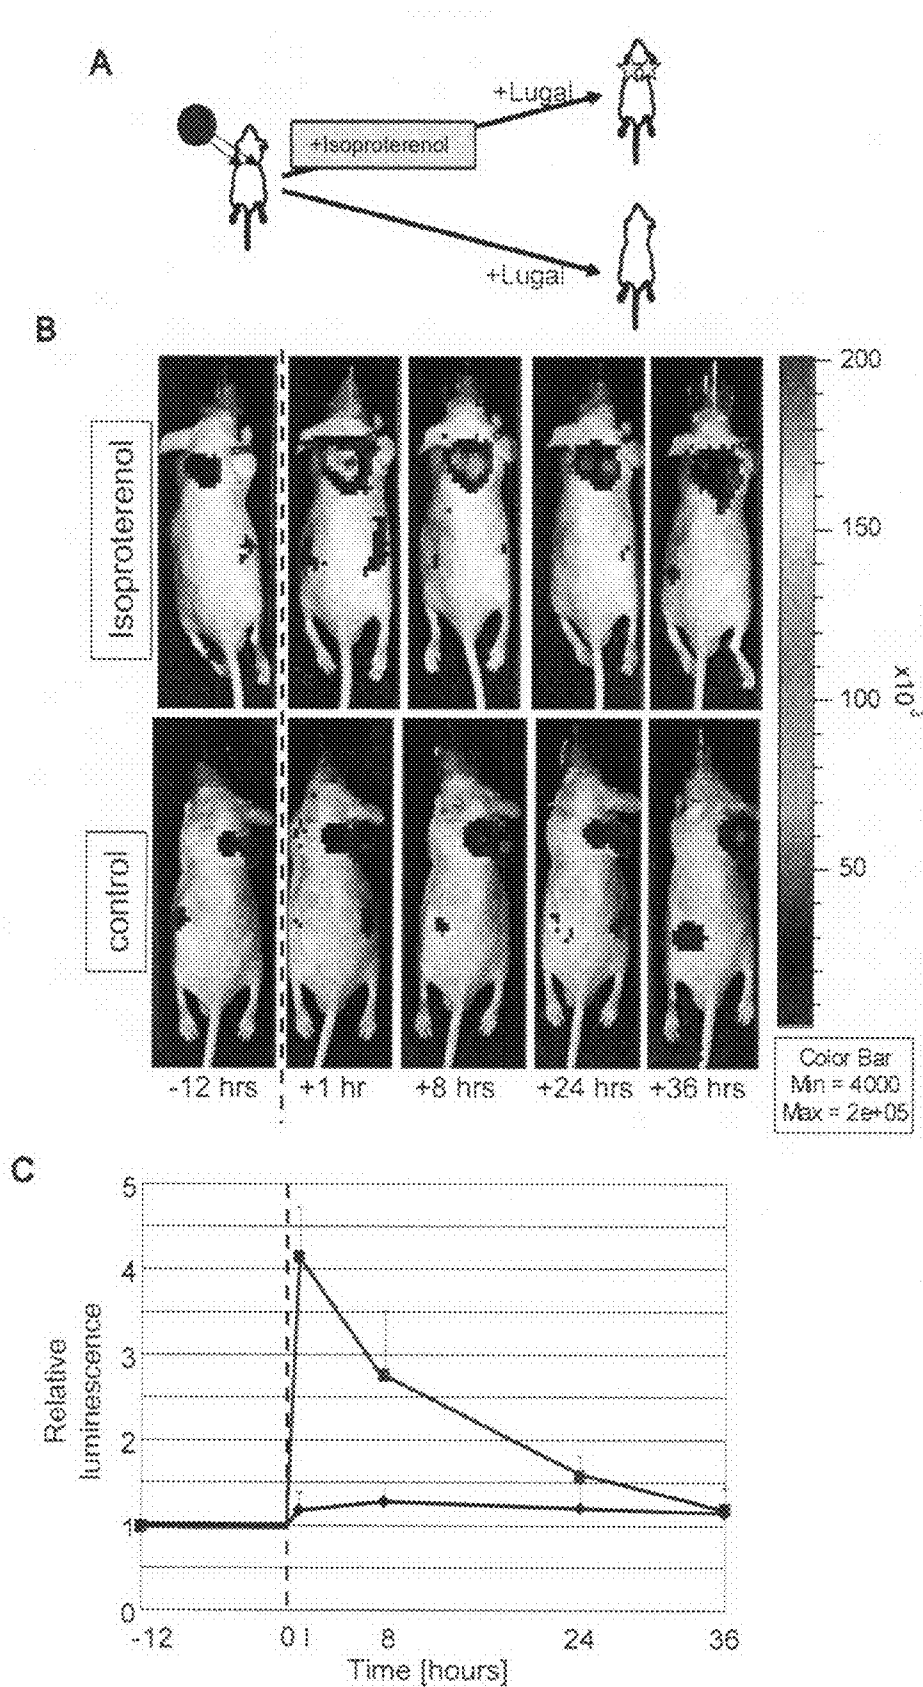 A
+Lugal
+Isoproterenol
+Lugal
B
Isoproterenol
control
200
150
100
50
x10³
-12 hrs
+1 hr
+8 hrs
+24 hrs
+36 hrs
Color Bar
Min = 4000
Max = 2e+05
C
Relative
luminescence
5
4
3
2
1
0
-12
0
1
8
24
36
Time [hours]